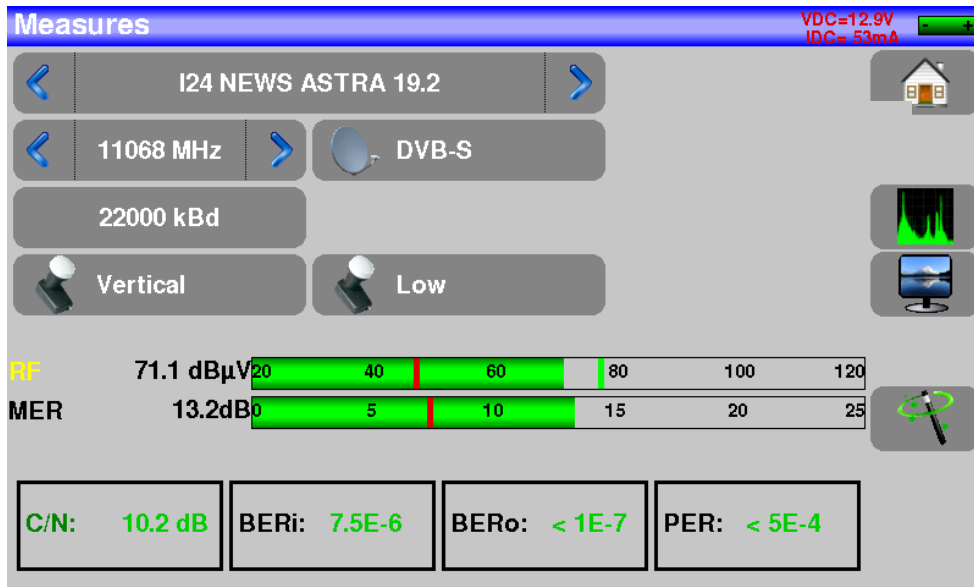 Measures
VDC=12.9V
IDC= 53mA
- +
I24 NEWS ASTRA 19.2
11068 MHz
DVB-S
22000 kBd
Vertical
Low
RF 71.1 dBµV 20 40 60 80 100 120
MER 13.2dB 0 5 10 15 20 25
C/N: 10.2 dB
BERi: 7.5E-6
BERo: < 1E-7
PER: < 5E-4